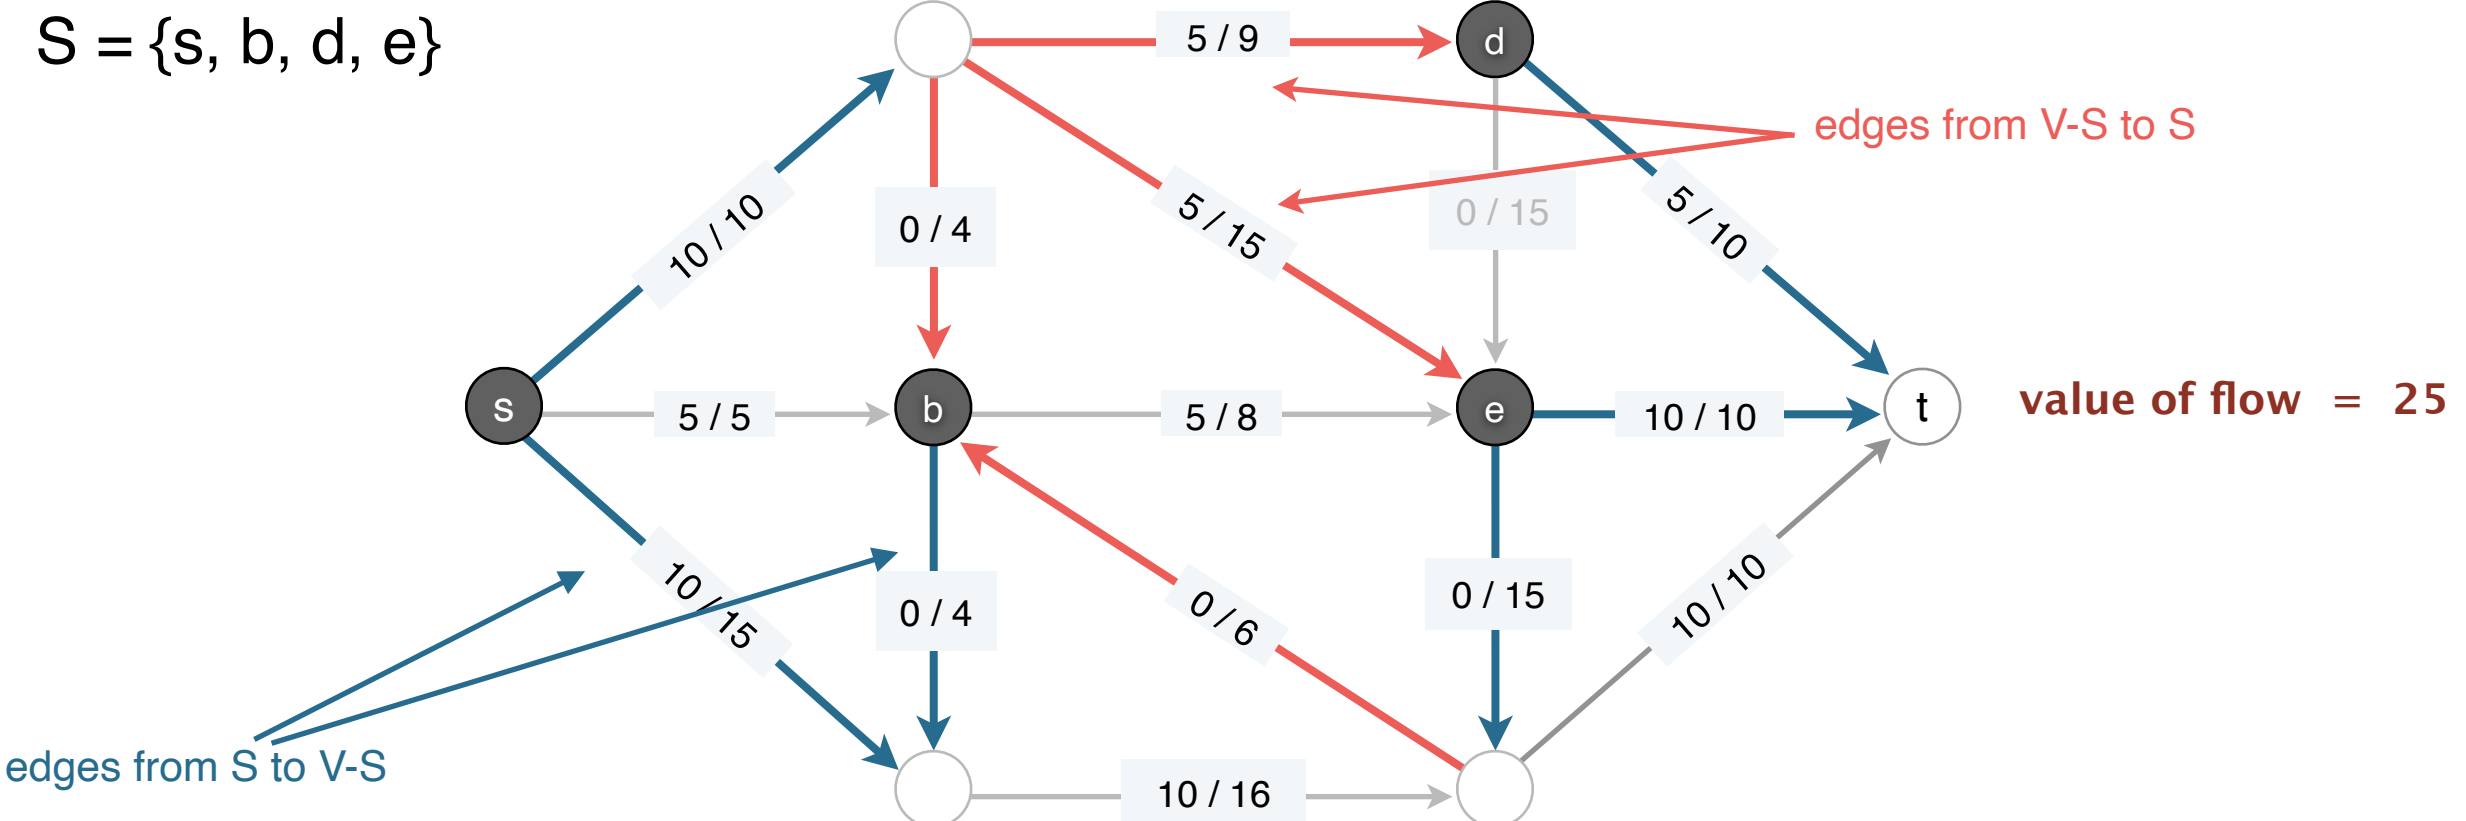 S = {s, b, d, e}
5 / 9
d
edges from V-S to S
10 / 10
0 / 4
5 / 15
0 / 15
5 / 10
s
5 / 5
b
5 / 8
e
10 / 10
t
value of flow = 25
10 / 15
0 / 4
0 / 6
0 / 15
10 / 10
edges from S to V-S
10 / 16